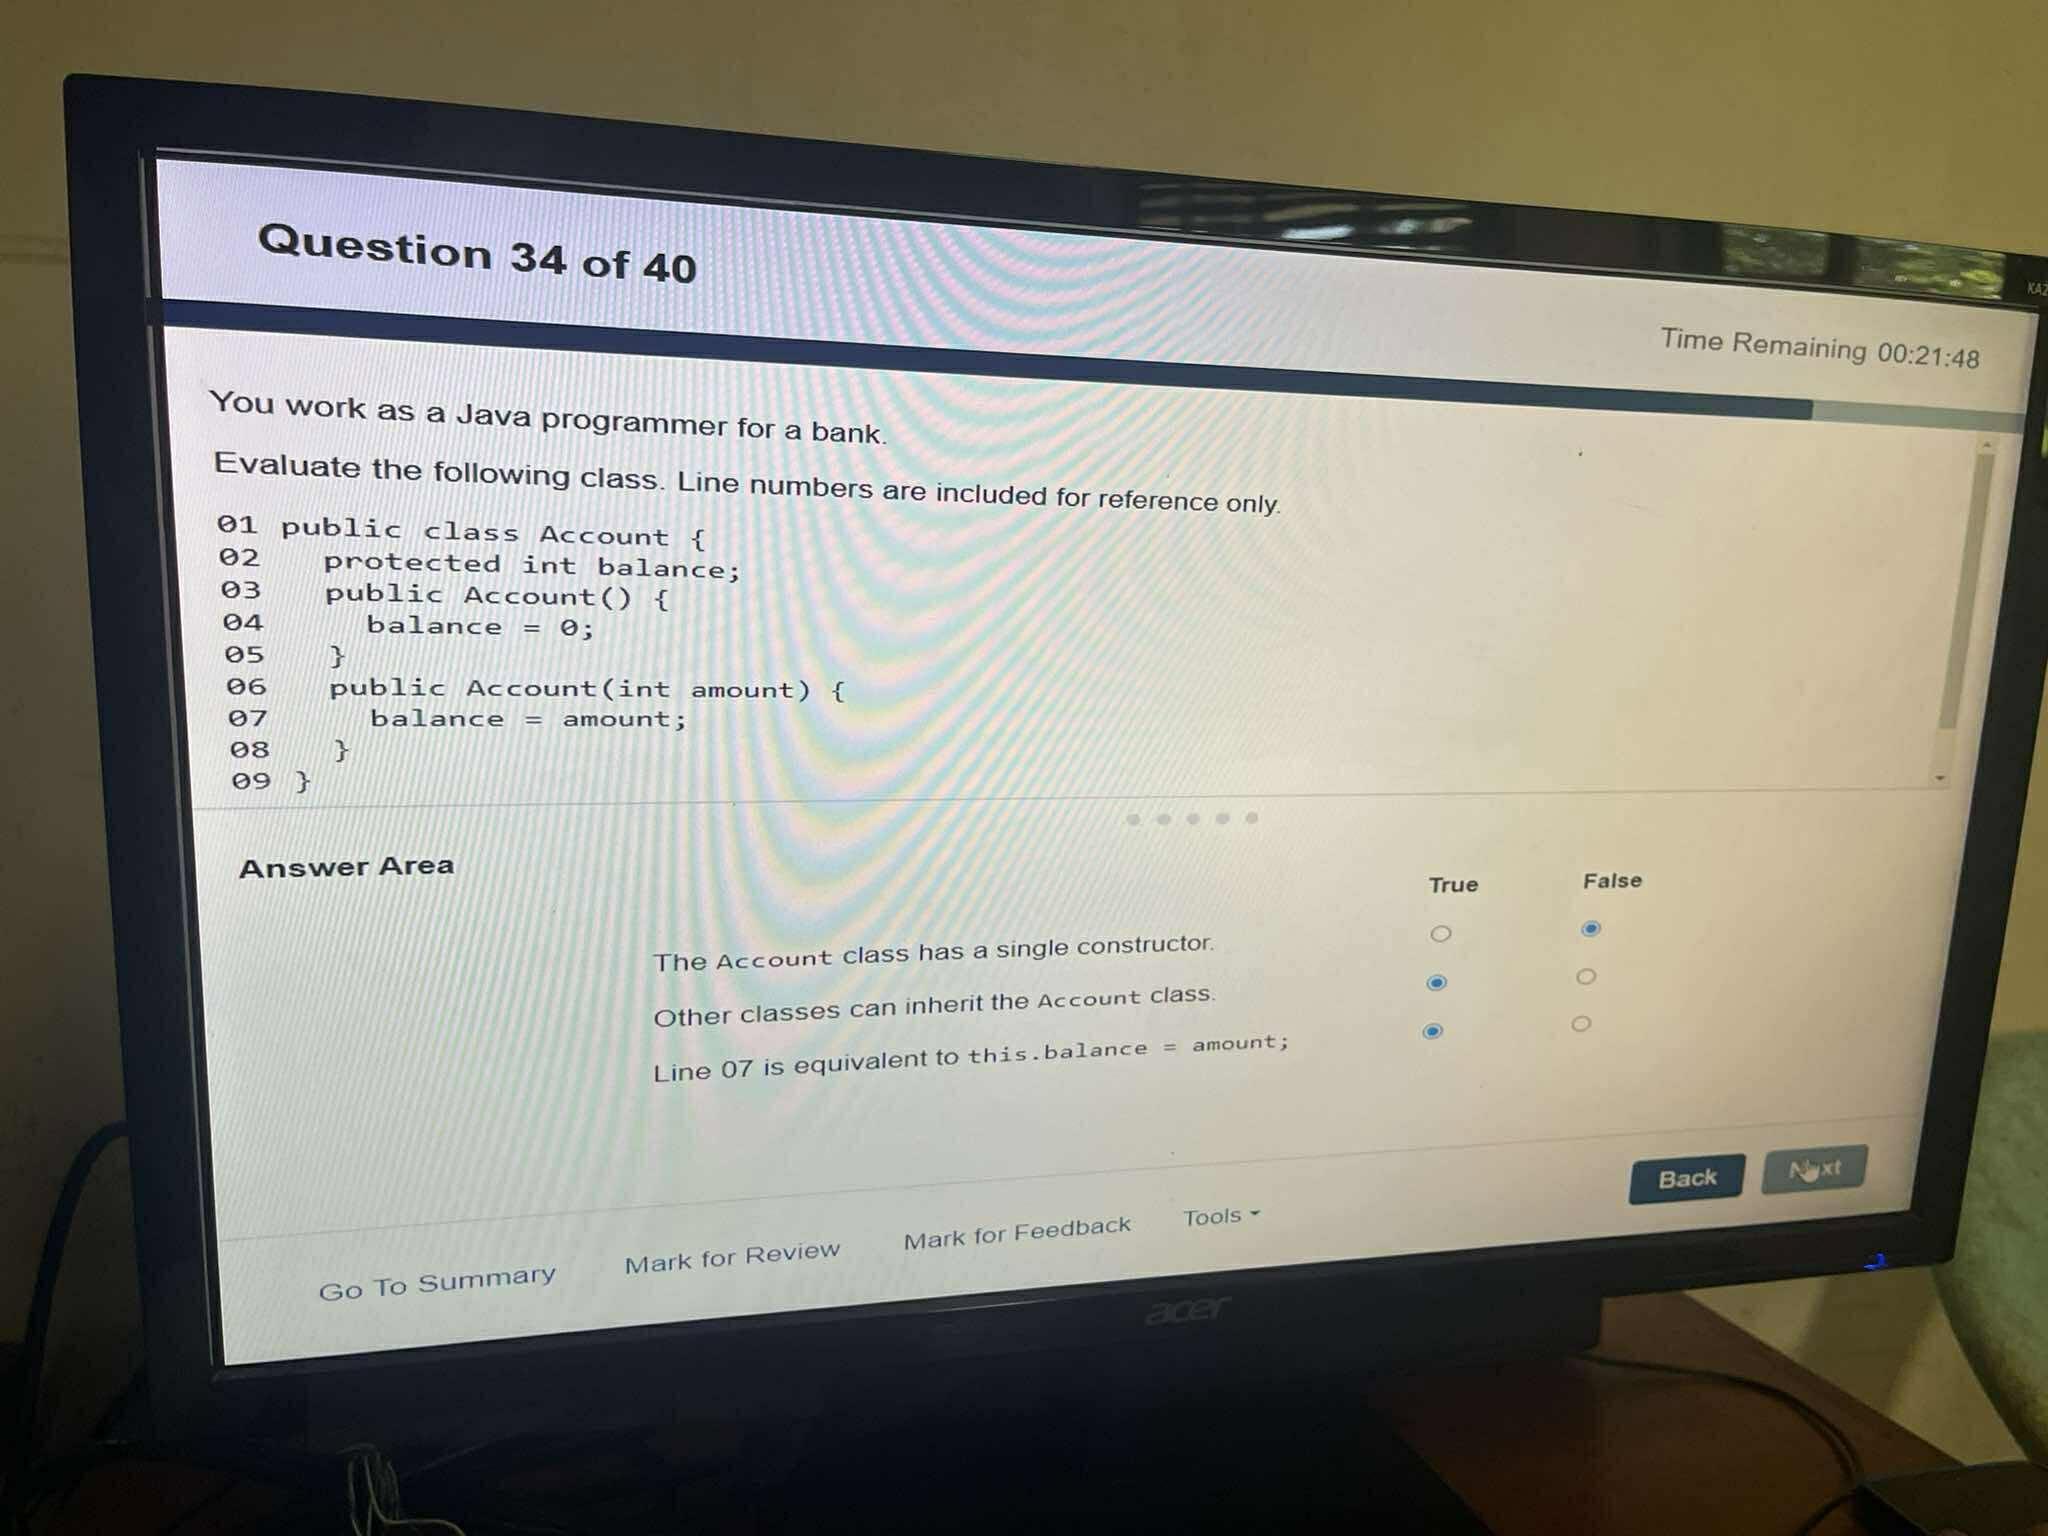 KAZ
Question 34 of 40
Time Remaining 00:21:48
You work as a Java programmer for a bank.
Evaluate the following class. Line numbers are included for reference only.
01 public class Account {
02   protected int balance;
03   public Account() {
04     balance = 0;
05   }
06   public Account(int amount) {
07     balance = amount;
08   }
09 }
Answer Area
True False
The Account class has a single constructor.
Other classes can inherit the Account class.
Line 07 is equivalent to this.balance = amount;
Back Next
Go To Summary Mark for Review Mark for Feedback Tools
acer